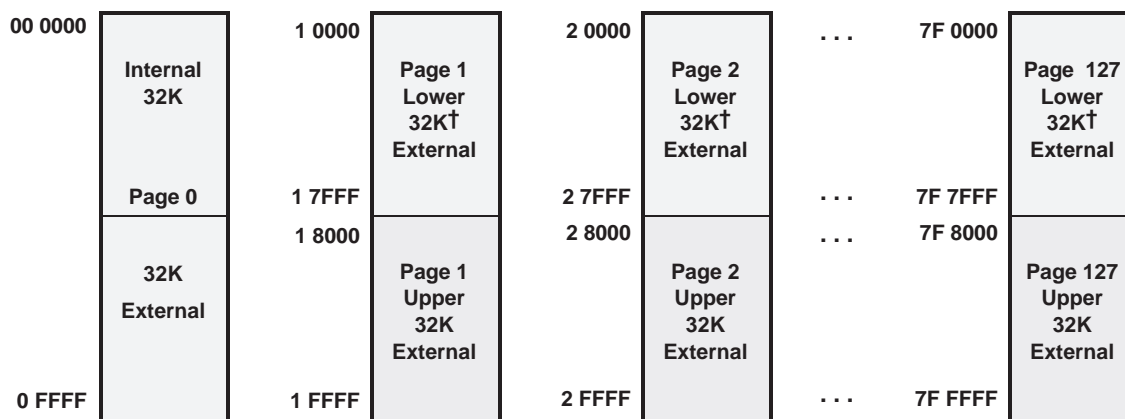 00 0000
Internal
32K
Page 0
32K
External
0 FFFF
1 0000
Page 1
Lower
32K†
External
1 7FFF
1 8000
Page 1
Upper
32K
External
1 FFFF
2 0000
Page 2
Lower
32K†
External
2 7FFF
2 8000
Page 2
Upper
32K
External
2 FFFF
. . .
. . .
. . .
. . .
7F 0000
Page 127
Lower
32K†
External
7F 7FFF
7F 8000
Page 127
Upper
32K
External
7F FFFF